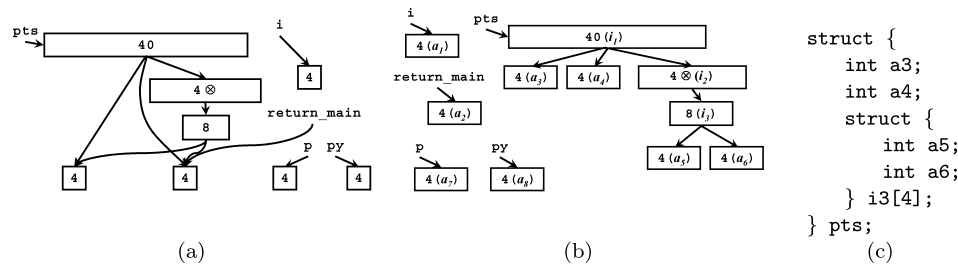 pts
40
i
4
4 ⊗
return_main
8
p
py
4
4
4
4
(a)
i
4 (a1)
pts
40 (i1)
4 (a3)
4 (a4)
4 ⊗ (i2)
return_main
4 (a2)
8 (i3)
4 (a5)
4 (a6)
p
py
4 (a7)
4 (a8)
(b)
struct {
int a3;
int a4;
struct {
int a5;
int a6;
} i3[4];
} pts;
(c)